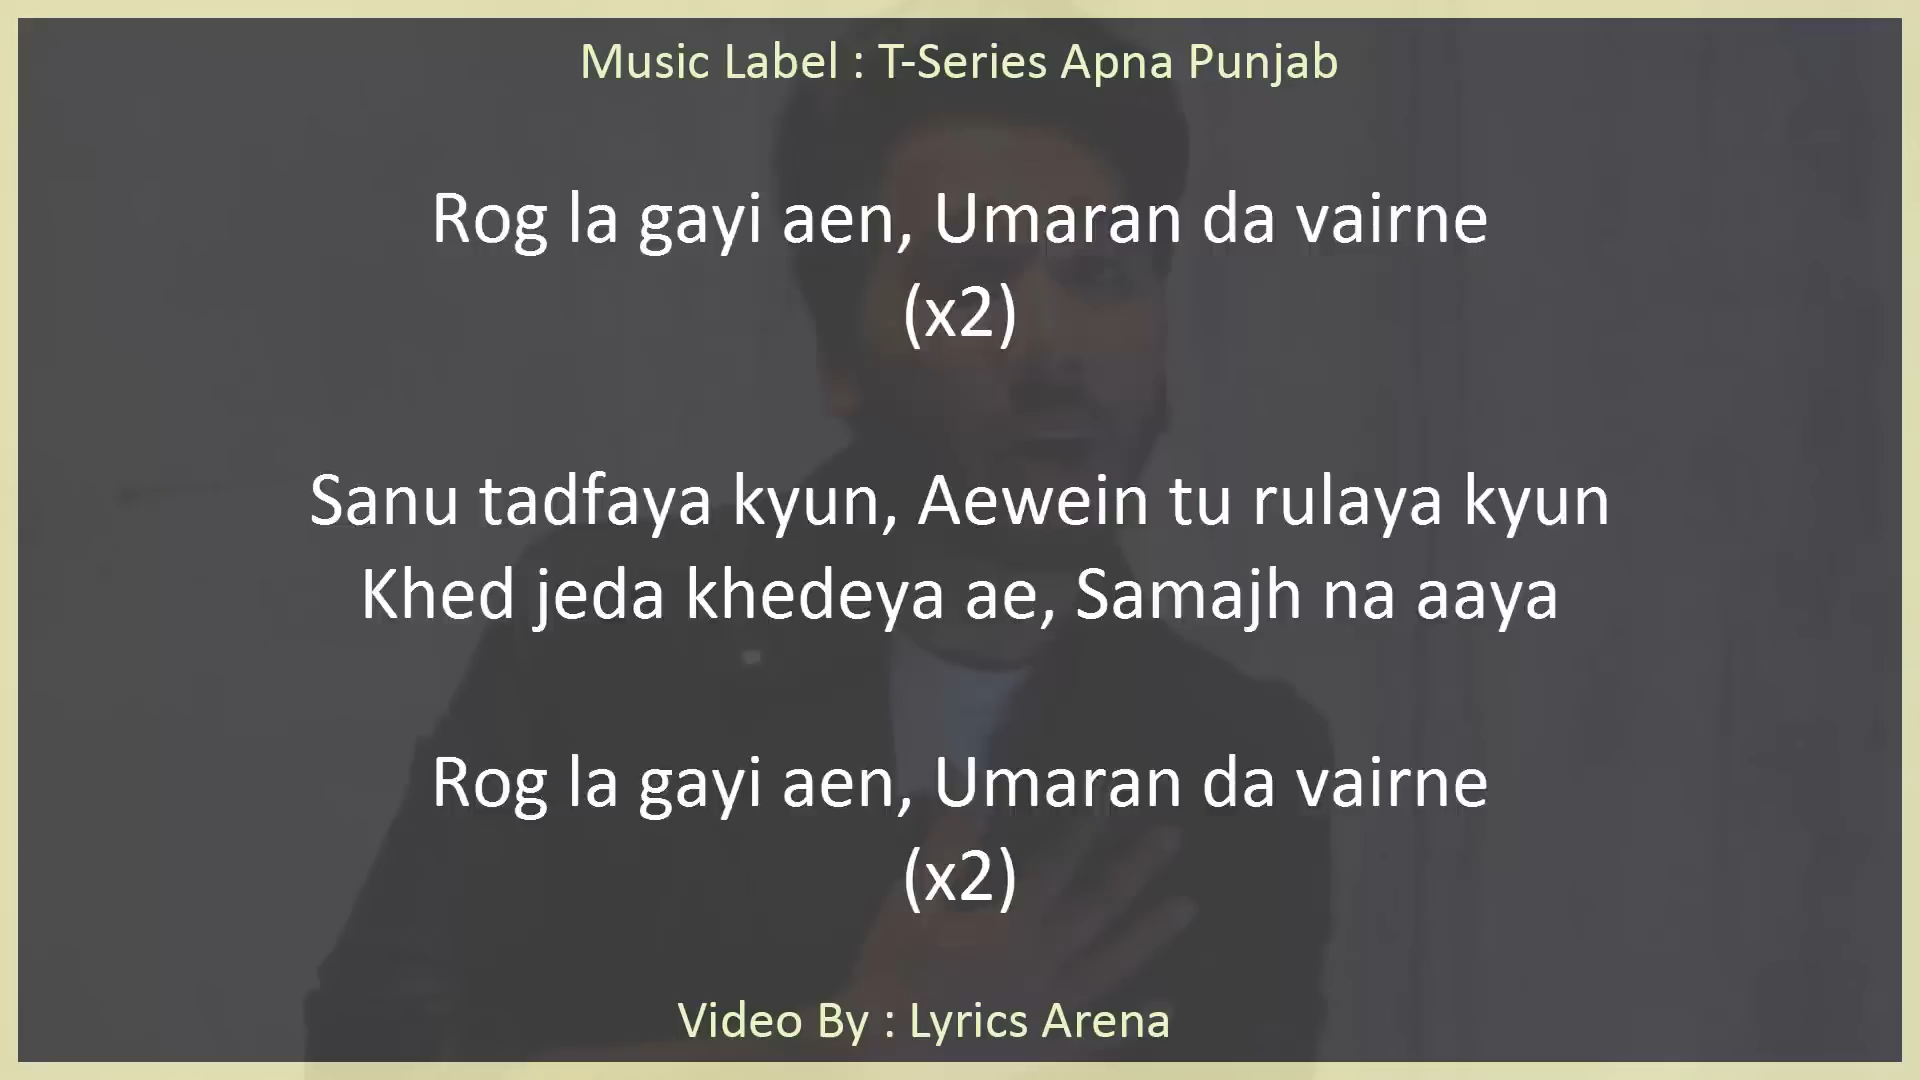 Music Label : T-Series Apna Punjab
Rog la gayi aen, Umaran da vairne
(x2)
Sanu tadfaya kyun, Aewein tu rulaya kyun
Khed jeda khedeya ae, Samajh na aaya
Rog la gayi aen, Umaran da vairne
(x2)
Video By : Lyrics Arena